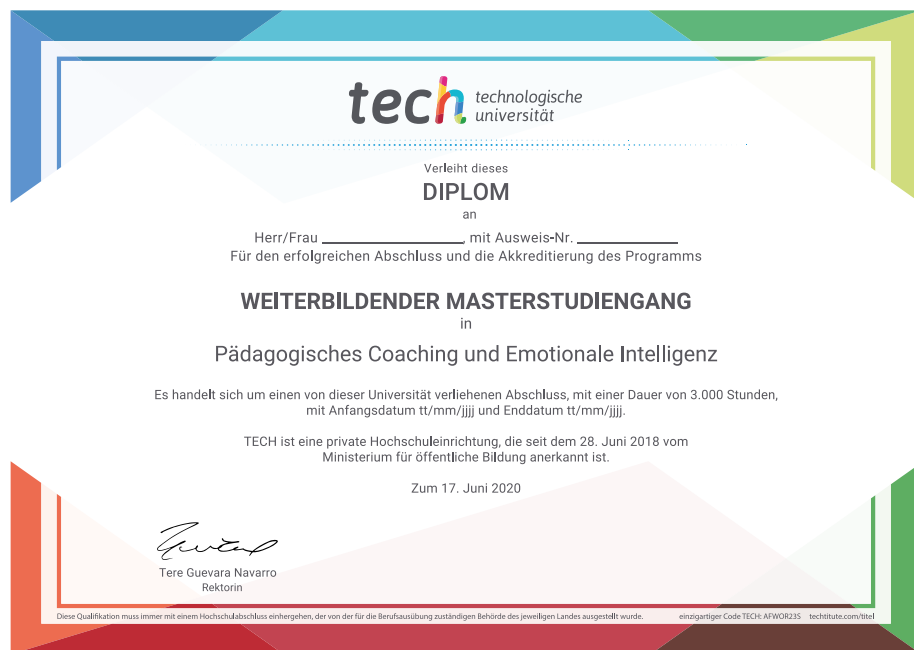 tech technologische
universität
Verleiht dieses
DIPLOM
an
Herr/Frau ____________, mit Ausweis-Nr. ____________
Für den erfolgreichen Abschluss und die Akkreditierung des Programms
WEITERBILDENDER MASTERSTUDIENGANG
in
Pädagogisches Coaching und Emotionale Intelligenz
Es handelt sich um einen von dieser Universität verliehenen Abschluss, mit einer Dauer von 3.000 Stunden,
mit Anfangsdatum tt/mm/jjjj und Enddatum tt/mm/jjjj.
TECH ist eine private Hochschuleinrichtung, die seit dem 28. Juni 2018 vom
Ministerium für öffentliche Bildung anerkannt ist.
Zum 17. Juni 2020
Tere Guevara Navarro
Rektorin
Diese Qualifikation muss immer mit einem Hochschulabschluss einhergehen, der von der für die Berufsausübung zuständigen Behörde des jeweiligen Landes ausgestellt wurde. einzigartiger Code TECH: AFWOR23S techtitute.com/titel